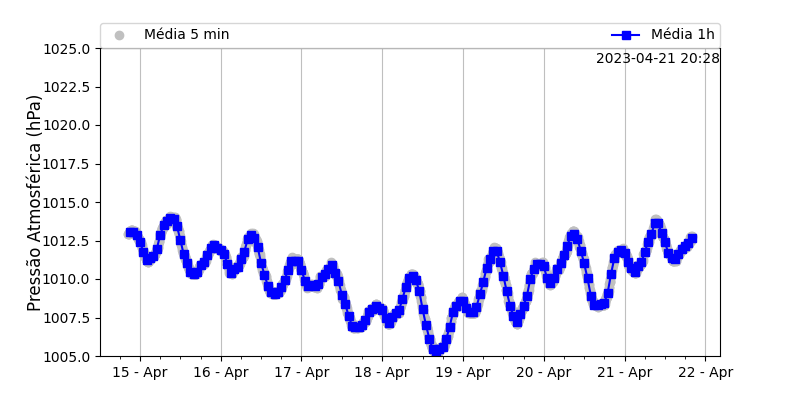 Média 5 min
Média 1h
2023-04-21 20:28
Pressão Atmosférica (hPa)
1025.0
1022.5
1020.0
1017.5
1015.0
1012.5
1010.0
1007.5
1005.0
15 - Apr
16 - Apr
17 - Apr
18 - Apr
19 - Apr
20 - Apr
21 - Apr
22 - Apr